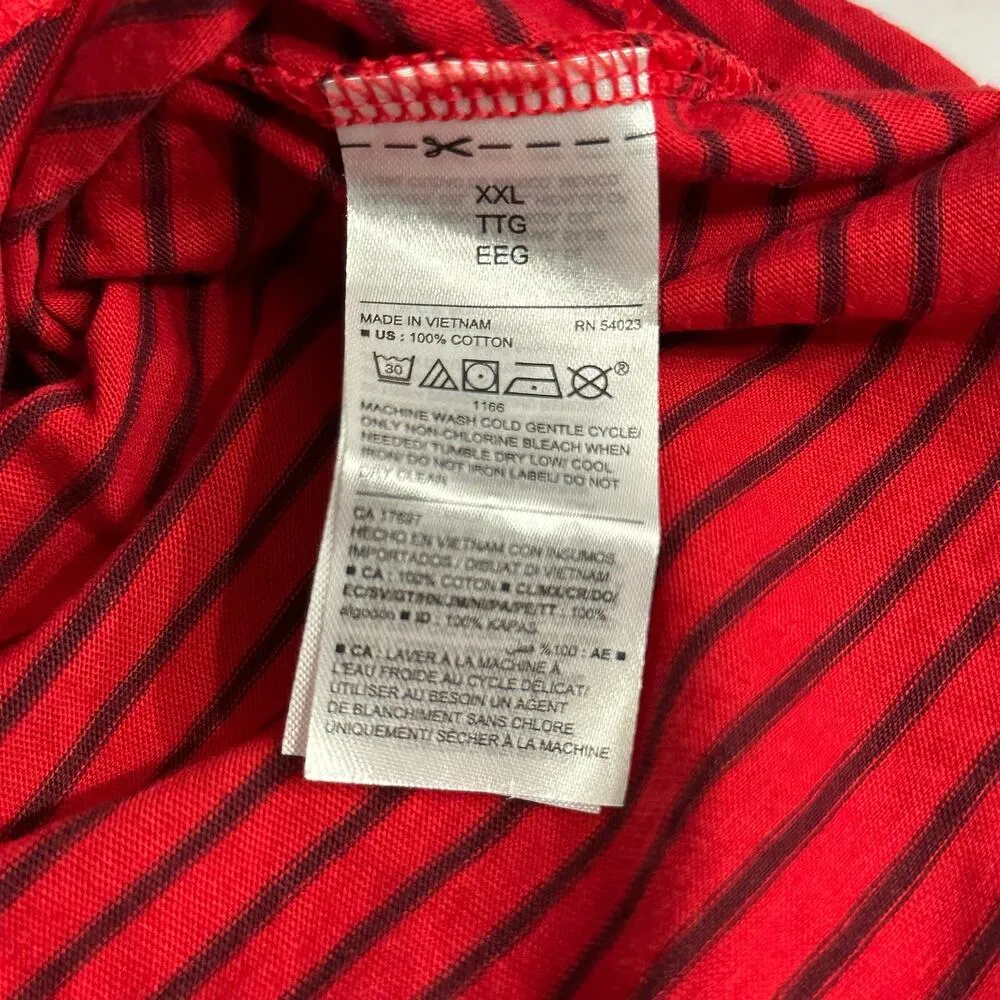 XXL
TTG
EEG
MADE IN VIETNAM RN 54023
■ US : 100% COTTON
30
®
1166
MACHINE WASH COLD GENTLE CYCLE/
ONLY NON-CHLORINE BLEACH WHEN
NEEDED/ TUMBLE DRY LOW/ COOL
IRON/ DO NOT IRON LABEL/ DO NOT
DRY CLEAN
CA 17897
HECHO EN VIETNAM CON INSUMOS
IMPORTADOS / DIBUAT DI VIETNAM
■ CA : 100% COTON ■ CL/MX/CR/DO/
EC/SV/GT/HN/JM/NI/PA/PE/TT : 100%
algodón ■ ID : 100% KAPAS
%100 : AE ■
■ CA : LAVER À LA MACHINE À
L'EAU FROIDE AU CYCLE DÉLICAT/
UTILISER AU BESOIN UN AGENT
DE BLANCHIMENT SANS CHLORE
UNIQUEMENT/ SÉCHER À LA MACHINE